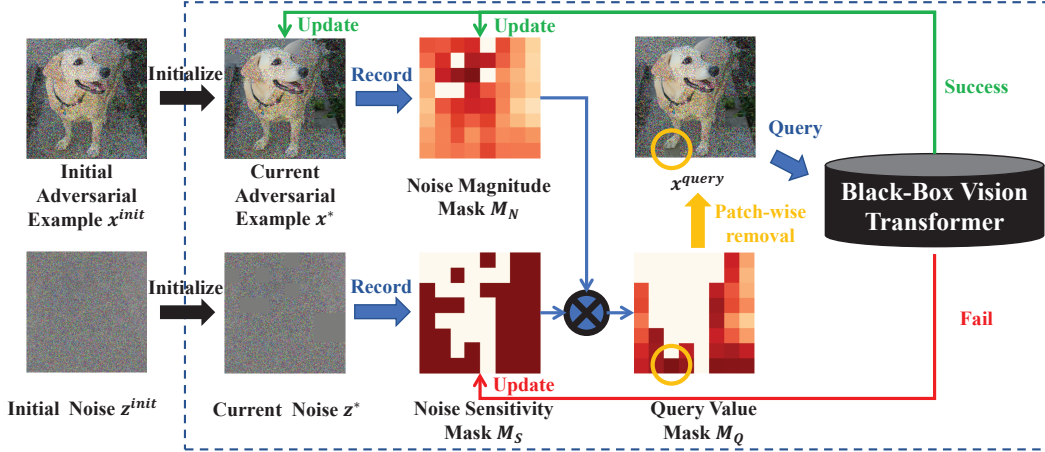 Update
Update
Initialize
Record
Query
Success
Initial
Adversarial
Example x^init
Current
Adversarial
Example x*
Noise Magnitude
Mask M_N
x^query
Black-Box Vision
Transformer
Patch-wise
removal
Initialize
Record
Fail
Update
Initial Noise z^init
Current Noise z*
Noise Sensitivity
Mask M_S
Query Value
Mask M_Q